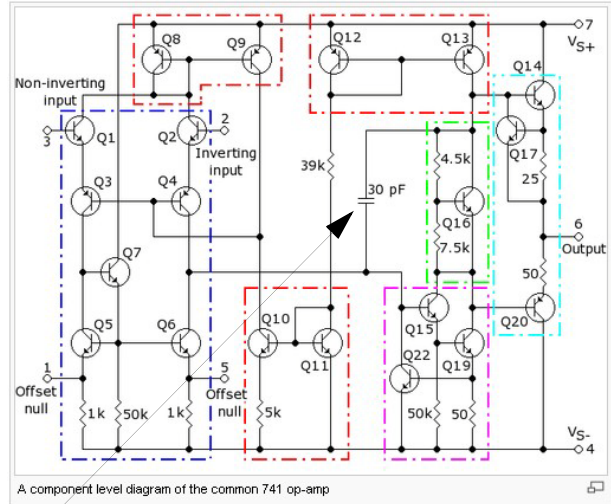 Q8
Q9
Q12
Q13
7
V_S+
Q14
Non-inverting
input
3
Q1
2
Q2
Inverting
input
Q17
25
39k
4.5k
30 pF
Q3
Q4
Q16
7.5k
6
Output
Q7
50
Q5
Q6
Q10
Q11
Q15
Q20
Q22
Q19
1
Offset
null
5
Offset
null
1k
50k
1k
5k
50k
50
V_S-
4
A component level diagram of the common 741 op-amp